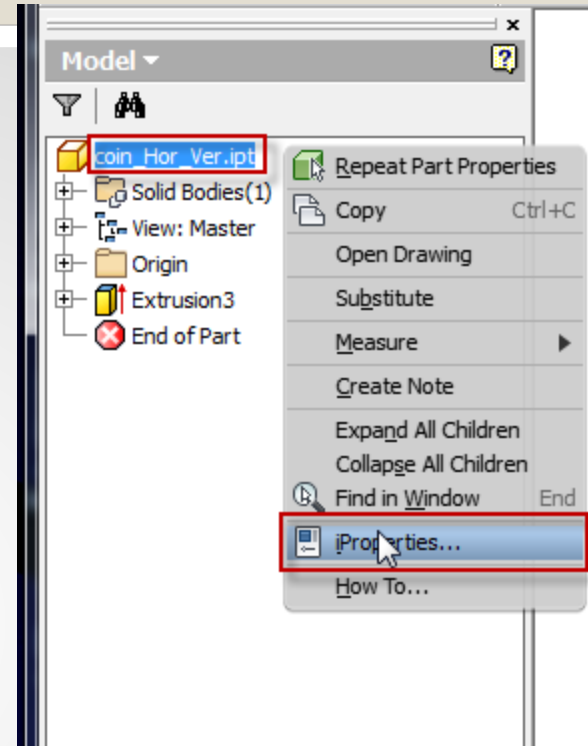 Model
coin_Hor_Ver.ipt
Solid Bodies(1)
View: Master
Origin
Extrusion3
End of Part
Repeat Part Properties
Copy Ctrl+C
Open Drawing
Substitute
Measure
Create Note
Expand All Children
Collapse All Children
Find in Window End
iProperties...
How To...